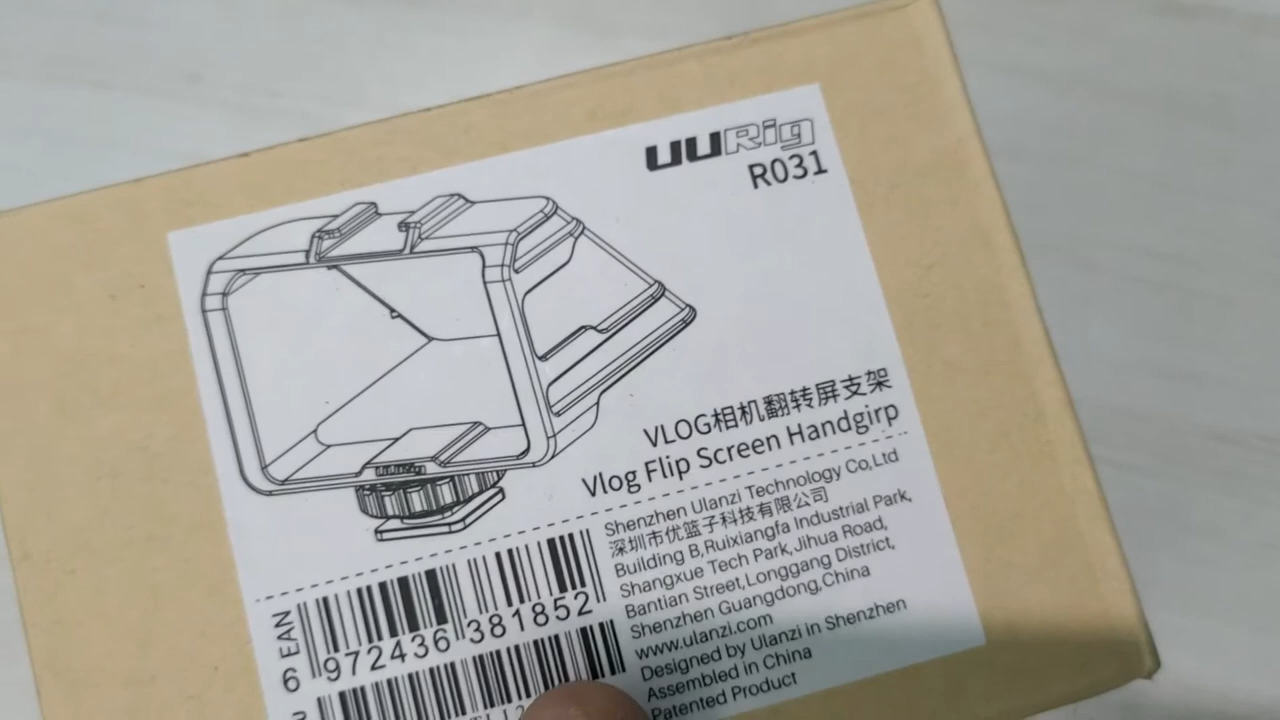 UURig
R031
VLOG相机翻转屏支架
Vlog Flip Screen Handgirp
Shenzhen Ulanzi Technology Co,Ltd
深圳市优篮子科技有限公司
Building B,Ruixiangfa Industrial Park,
Shangxue Tech Park,Jihua Road,
Bantian Street,Longgang District,
Shenzhen Guangdong,China
www.ulanzi.com
Designed by Ulanzi in Shenzhen
Assembled in China
Patented Product
EAN
6 972436 381852